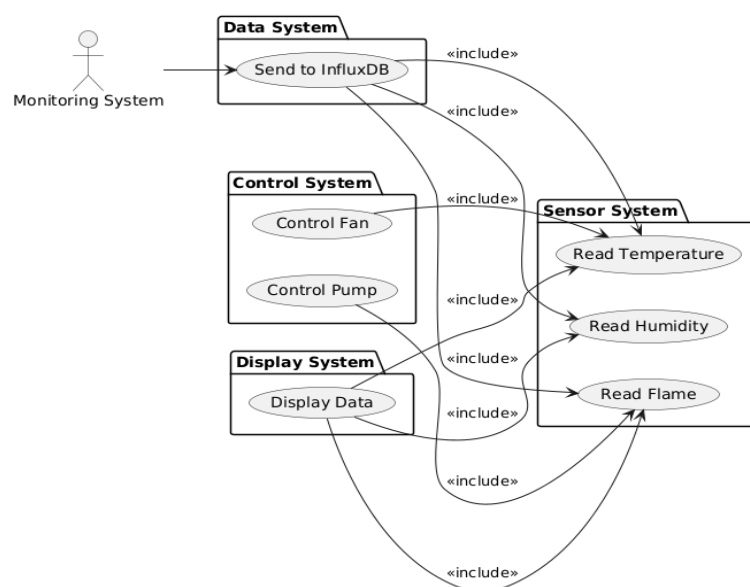 Data System
Send to InfluxDB
Monitoring System
«include»
«include»
Control System
Control Fan
Control Pump
«include»
Sensor System
Read Temperature
«include»
Read Humidity
Display System
Display Data
«include»
Read Flame
«include»
«include»
«include»